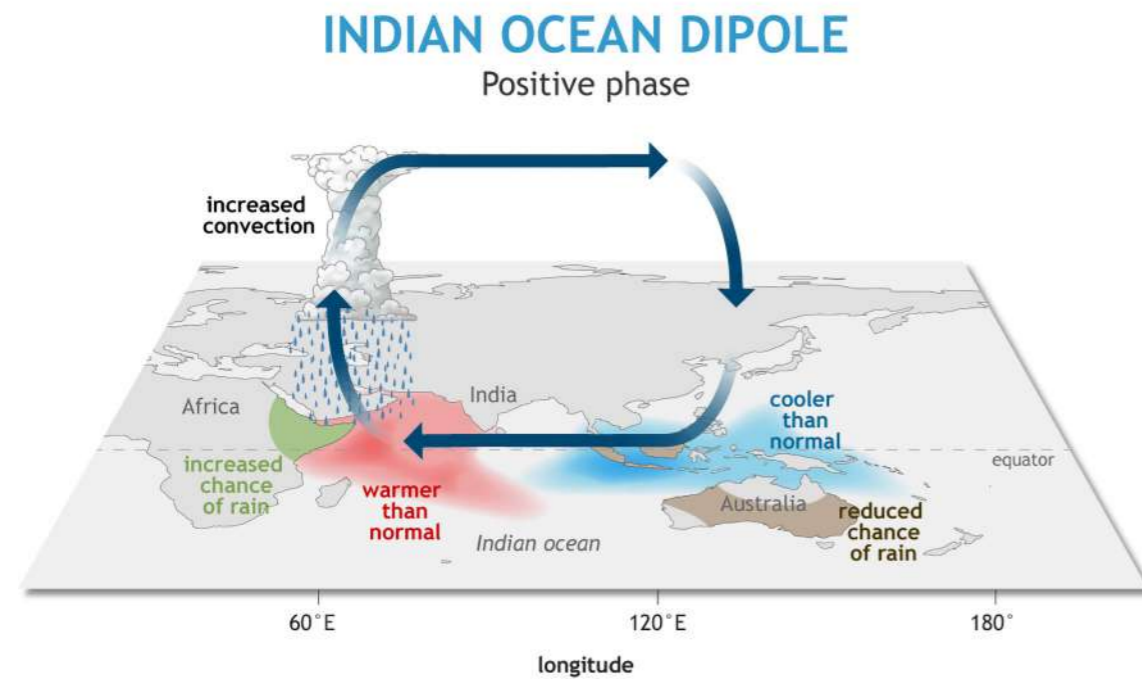 INDIAN OCEAN DIPOLE
Positive phase
increased
convection
Africa
India
cooler
than
normal
equator
increased
chance
of rain
warmer
than
normal
Indian ocean
Australia
reduced
chance
of rain
60°E
120°E
180°
longitude